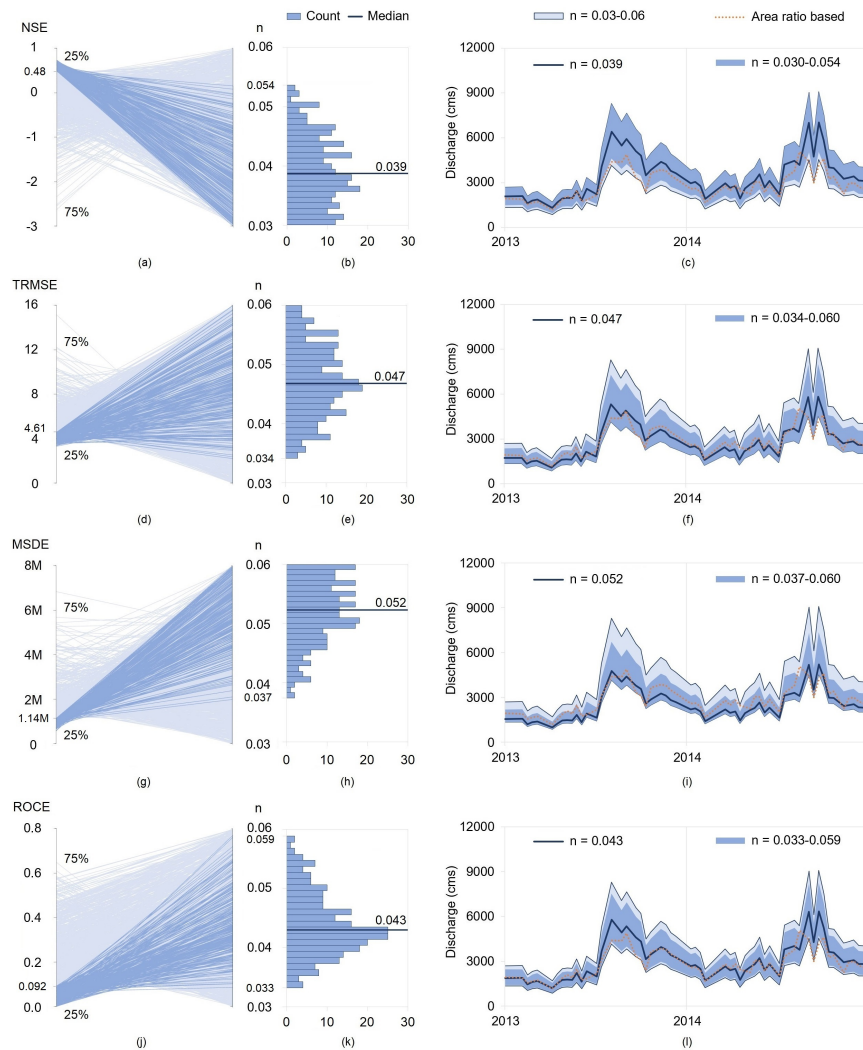 Count Median
n = 0.03-0.06 Area ratio based
NSE
n
1
25%
0.48
0
-1
-2
75%
-3
(a)
0.06
0.054
0.05
0.04
0.039
0.03
0 10 20 30
(b)
12000
n = 0.039 n = 0.030-0.054
9000
6000
3000
0
Discharge (cms)
2013 2014
(c)
TRMSE
n
16
75%
12
8
4.61
4
25%
0
(d)
0.06
0.05
0.047
0.04
0.034
0.03
0 10 20 30
(e)
12000
n = 0.047 n = 0.034-0.060
9000
6000
3000
0
Discharge (cms)
2013 2014
(f)
MSDE
n
8M
75%
6M
4M
2M
1.14M
25%
0
(g)
0.06
0.052
0.05
0.04
0.037
0.03
0 10 20 30
(h)
12000
n = 0.052 n = 0.037-0.060
9000
6000
3000
0
Discharge (cms)
2013 2014
(i)
ROCE
n
0.8
75%
0.6
0.4
0.2
0.092
0.0
25%
(j)
0.06
0.059
0.05
0.043
0.04
0.033
0.03
0 10 20 30
(k)
12000
n = 0.043 n = 0.033-0.059
9000
6000
3000
0
Discharge (cms)
2013 2014
(l)